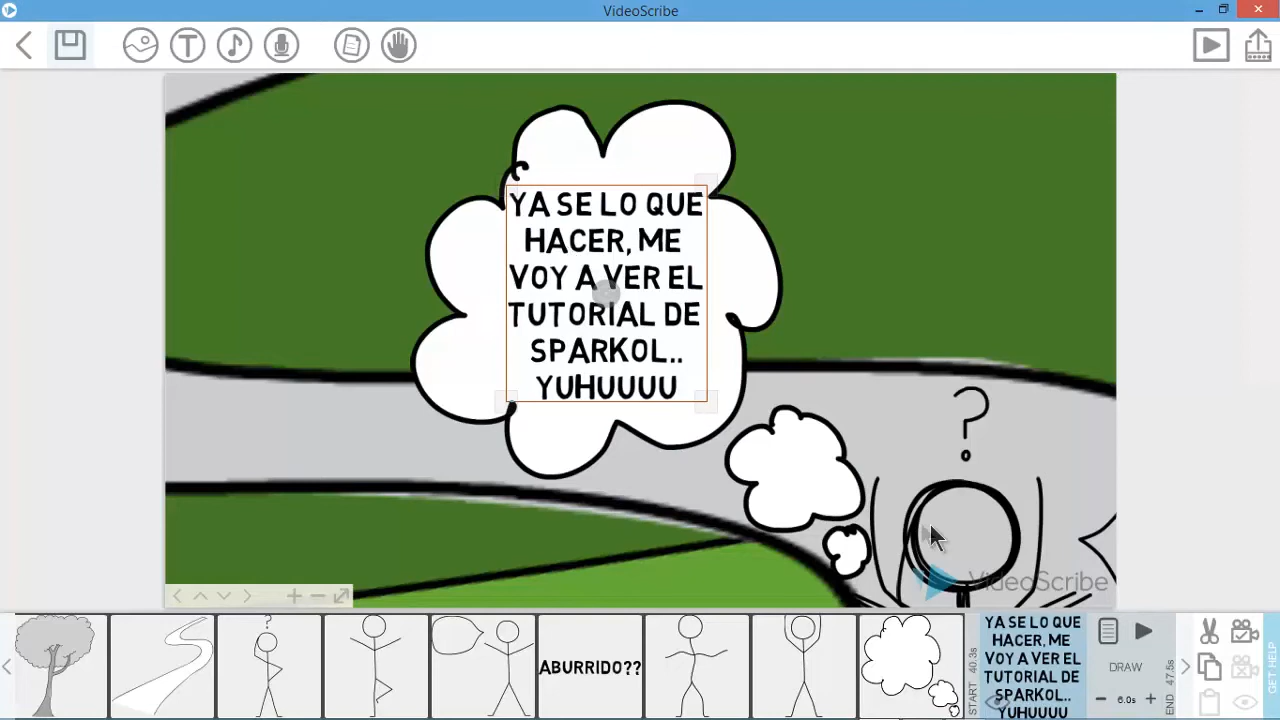 VideoScribe
YA SE LO QUE
HACER, ME
VOY A VER EL
TUTORIAL DE
SPARKOL..
YUHUUUU
?
VideoScribe
?
ABURRIDO??
START 40.3s
YA SE LO QUE
HACER, ME
VOY A VER EL
TUTORIAL DE
SPARKOL..
YUHUUUU
DRAW
6.0s
END 47.5s
GET HELP